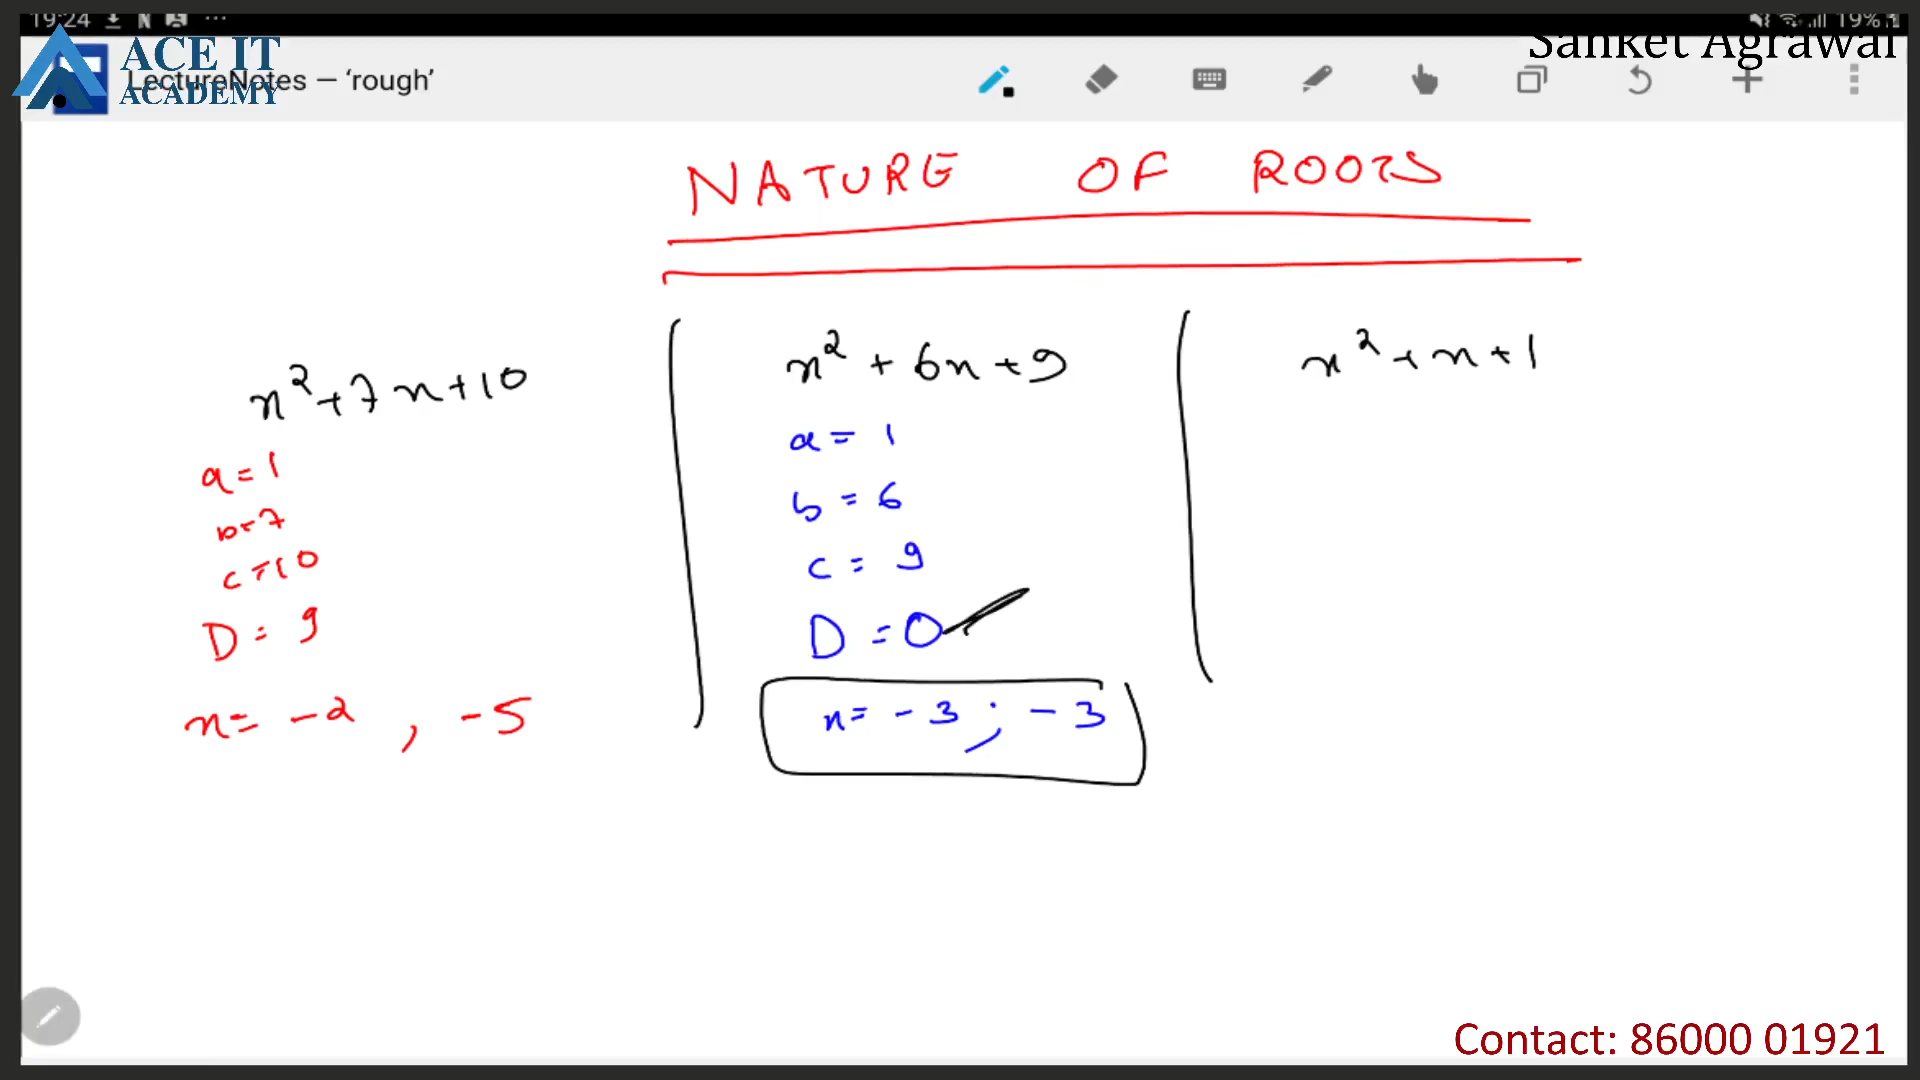 19:24
19%
Sanket Agrawal
ACE IT
ACADEMY
LectureNotes — ‘rough’
NATURE OF ROOTS
x² + 7x + 10
a = 1
b = 7
c = 10
D = 9
x = -2 , -5
x² + 6x + 9
a = 1
b = 6
c = 9
D = 0
x = -3 ; -3
x² + x + 1
Contact: 86000 01921